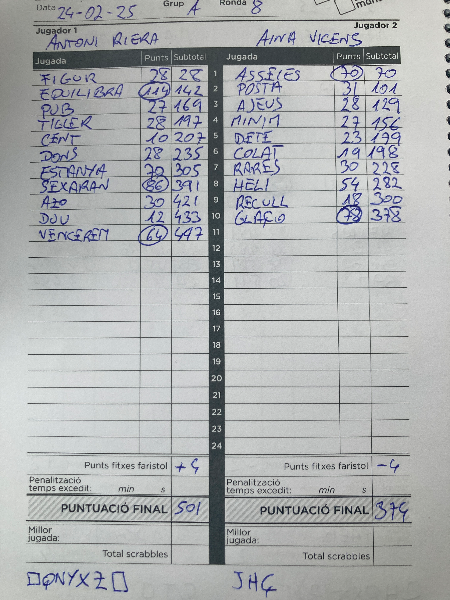 Data 24-02-25 Grup A Ronda 8
Jugador 1 Jugador 2
ANTONI RIERA AINA VICENS
Jugada Punts Subtotal Jugada Punts Subtotal
FIGUR 28 28 1 ASSEIES 70 70
EQUILIBRA 114 142 2 POSTA 31 101
PUB 27 169 3 AJEUS 28 129
TIGLER 28 197 4 MINIM 27 156
CENT 10 207 5 DETE 23 179
DONS 28 235 6 COLAT 19 198
ESTANYA 70 305 7 RARES 30 228
SEXARAN 86 391 8 HELI 54 282
AZO 30 421 9 RECULL 18 300
DUU 12 433 10 GLAÇIO 78 378
VENCEREM 64 497 11
12
13
14
15
16
17
18
19
20
21
22
23
24
Punts fitxes faristol +4 Punts fitxes faristol -4
Penalització Penalització
temps excedit: min s temps excedit: min s
PUNTUACIÓ FINAL 501 PUNTUACIÓ FINAL 374
Millor Millor
jugada: jugada:
Total scrabbles Total scrabbles
□QNYXZ□ JHÇ